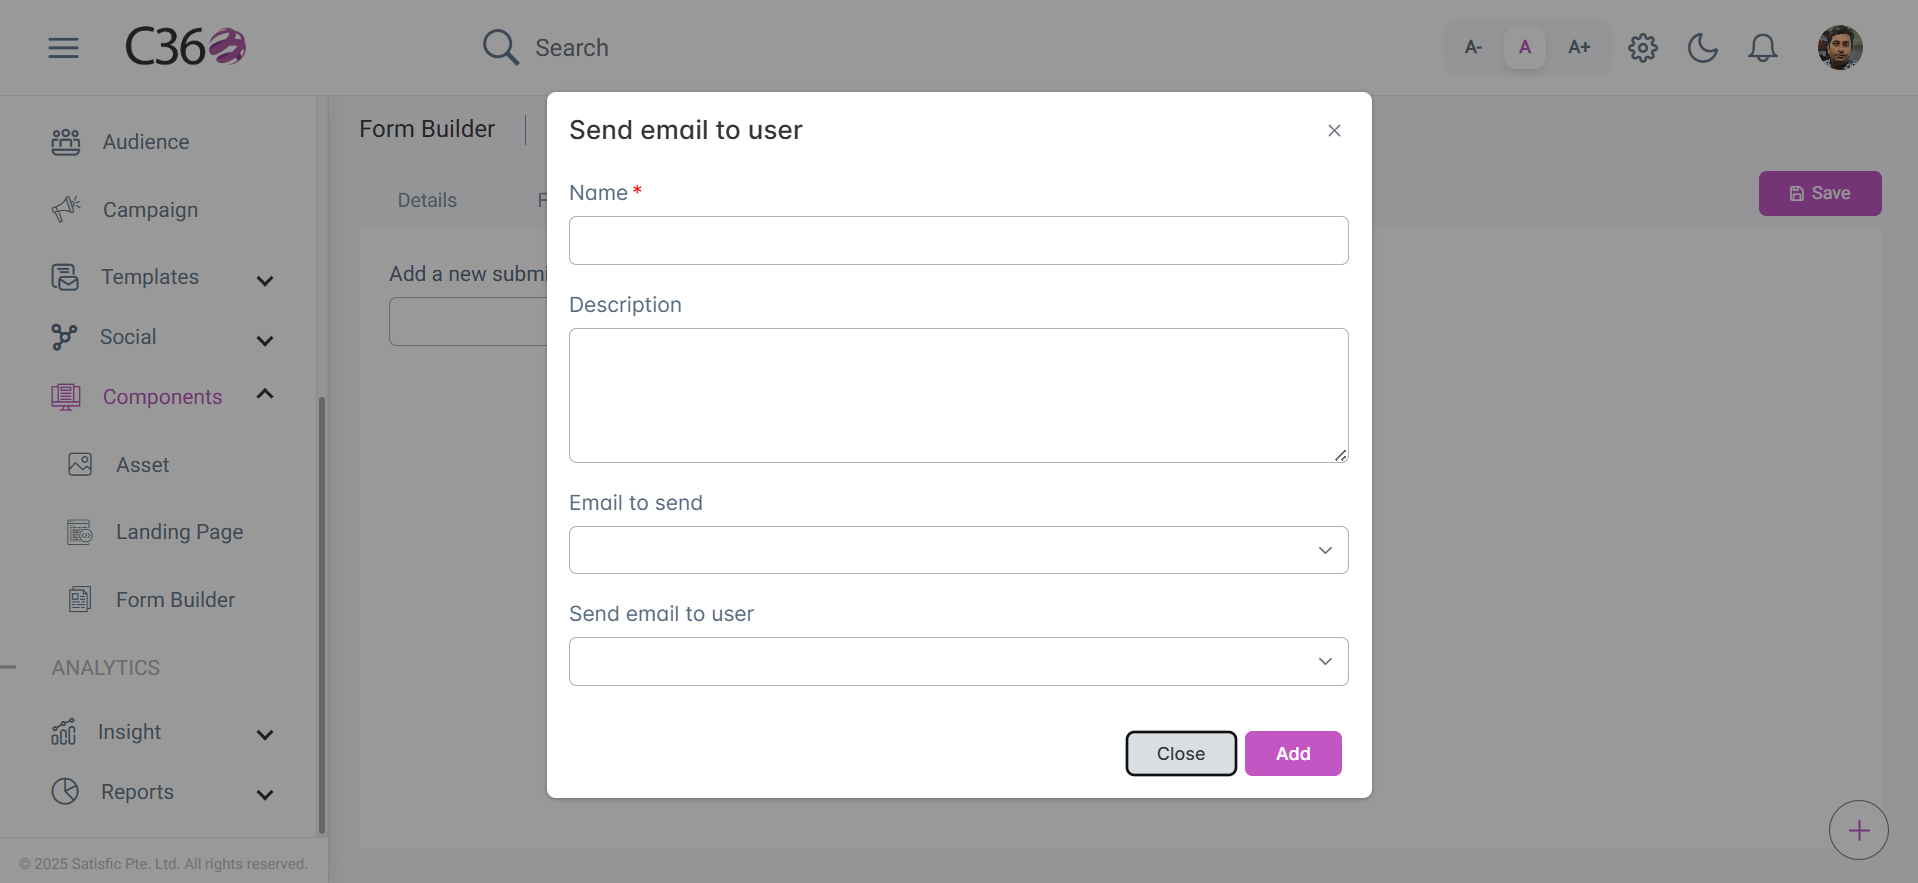 C360
Search
A-
A
A+
Audience
Campaign
Templates
Social
Components
Asset
Landing Page
Form Builder
ANALYTICS
Insight
Reports
© 2025 Satisfic Pte. Ltd. All rights reserved.
Form Builder
Details
Save
Add a new submi
Send email to user
Name *
Description
Email to send
Send email to user
Close
Add